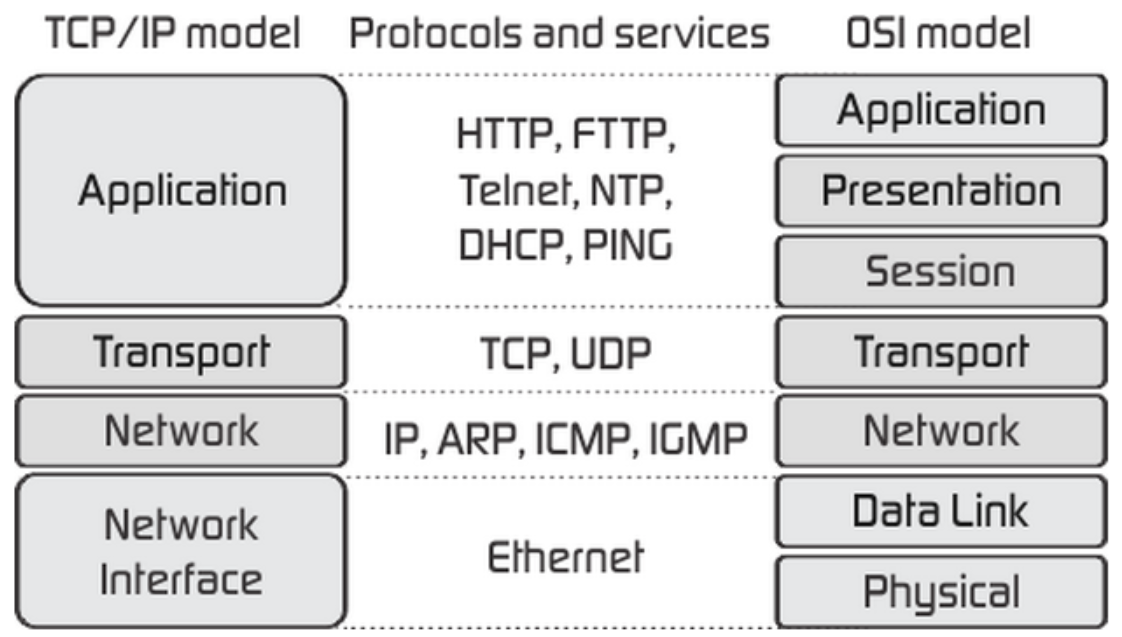 TCP/IP model
Protocols and services
OSI model
Application
HTTP, FTTP,
Telnet, NTP,
DHCP, PING
Application
Presentation
Session
Transport
TCP, UDP
Transport
Network
IP, ARP, ICMP, IGMP
Network
Network
Interface
Ethernet
Data Link
Physical